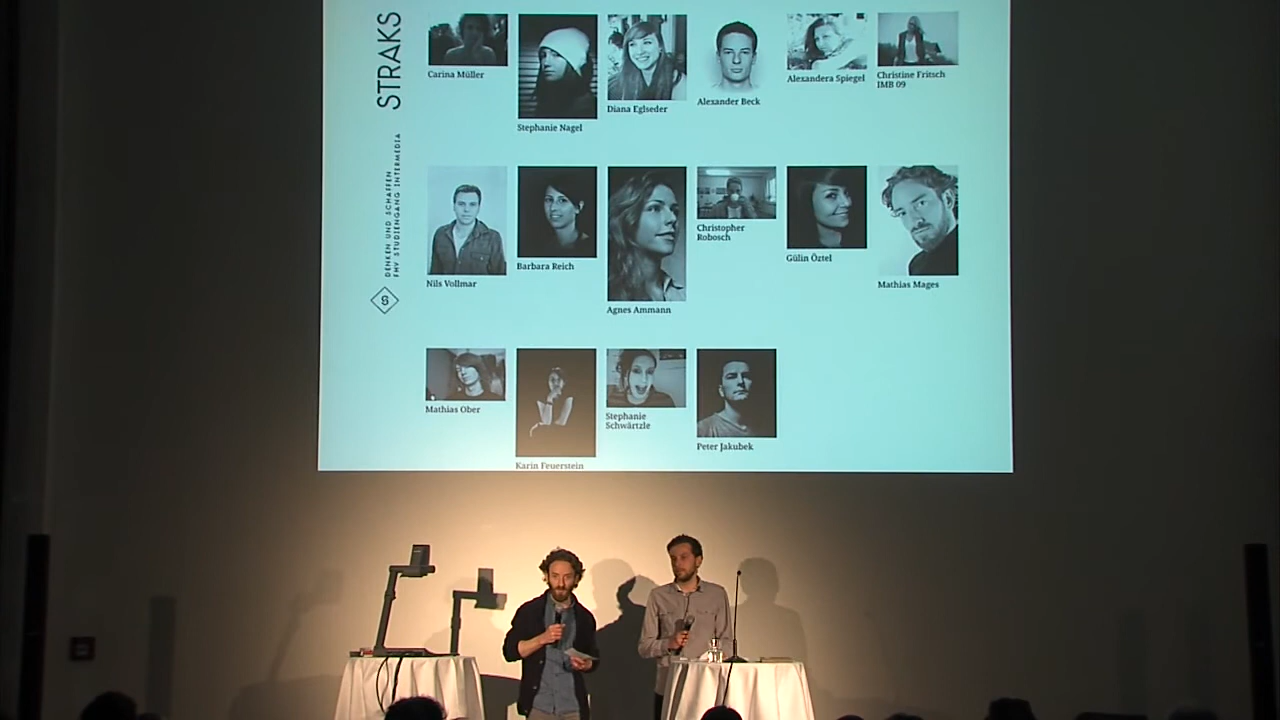 STRAKS
DENKEN UND SCHAFFEN
FHV STUDIENGANG INTERMEDIA
S
Carina Müller
Stephanie Nagel
Diana Eglseder
Alexander Beck
Alexandera Spiegel
Christine Fritsch
IMB 09
Nils Vollmar
Barbara Reich
Agnes Ammann
Christopher
Robosch
Gülin Öztel
Mathias Mages
Mathias Ober
Karin Feuerstein
Stephanie
Schwärtzle
Peter Jakubek